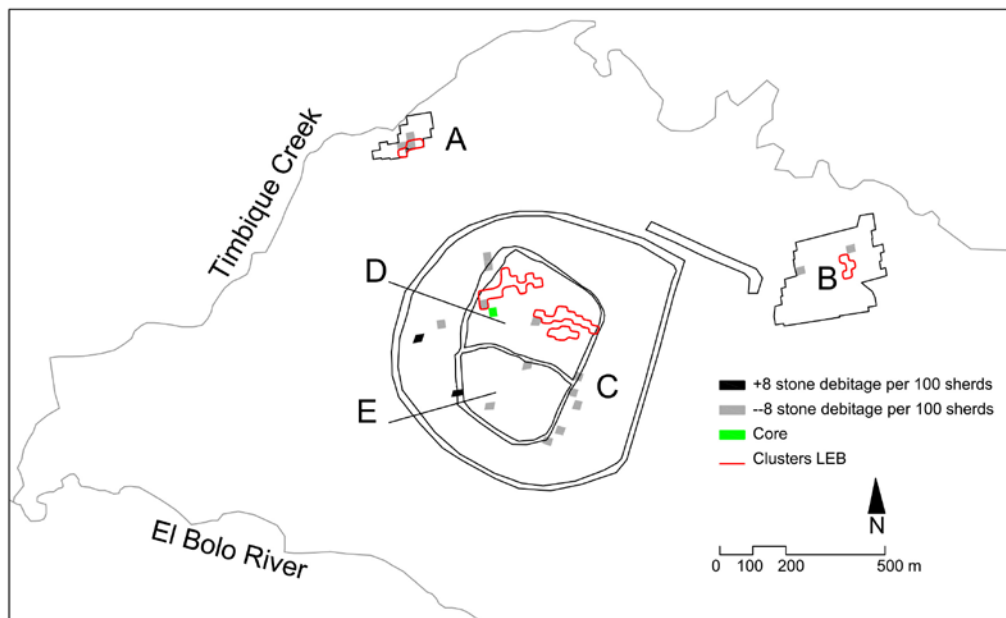 Timbique Creek
A
B
D
C
E
+8 stone debitage per 100 sherds
--8 stone debitage per 100 sherds
Core
Clusters LEB
El Bolo River
N
0 100 200 500 m